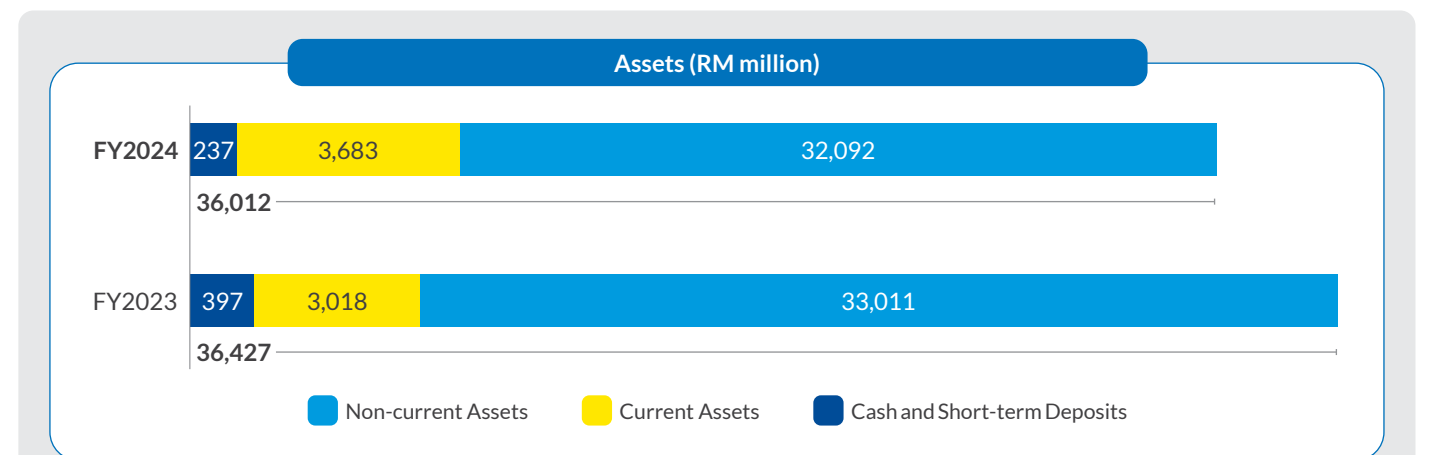 Assets (RM million)
FY2024 237 3,683 32,092
36,012
FY2023 397 3,018 33,011
36,427
Non-current Assets Current Assets Cash and Short-term Deposits